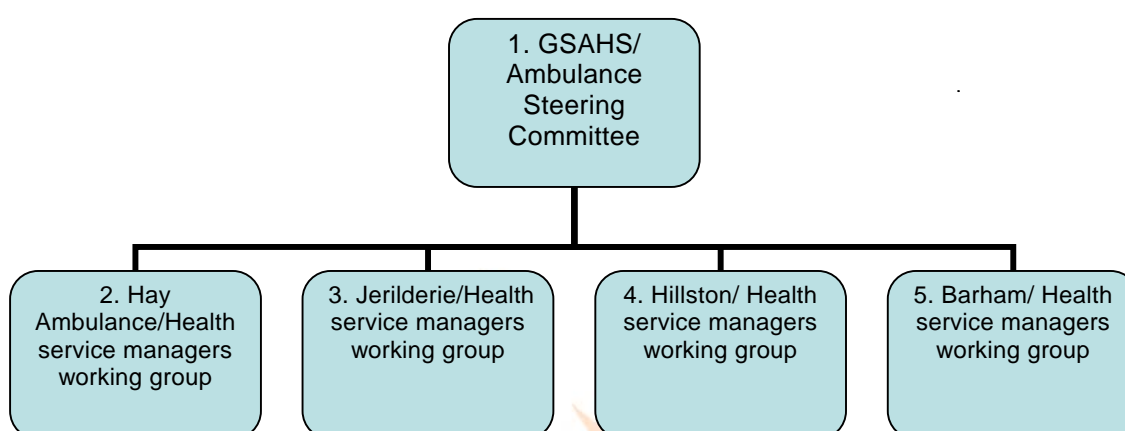 1. GSAHS/
Ambulance
Steering
Committee
2. Hay
Ambulance/Health
service managers
working group
3. Jerilderie/Health
service managers
working group
4. Hillston/ Health
service managers
working group
5. Barham/ Health
service managers
working group